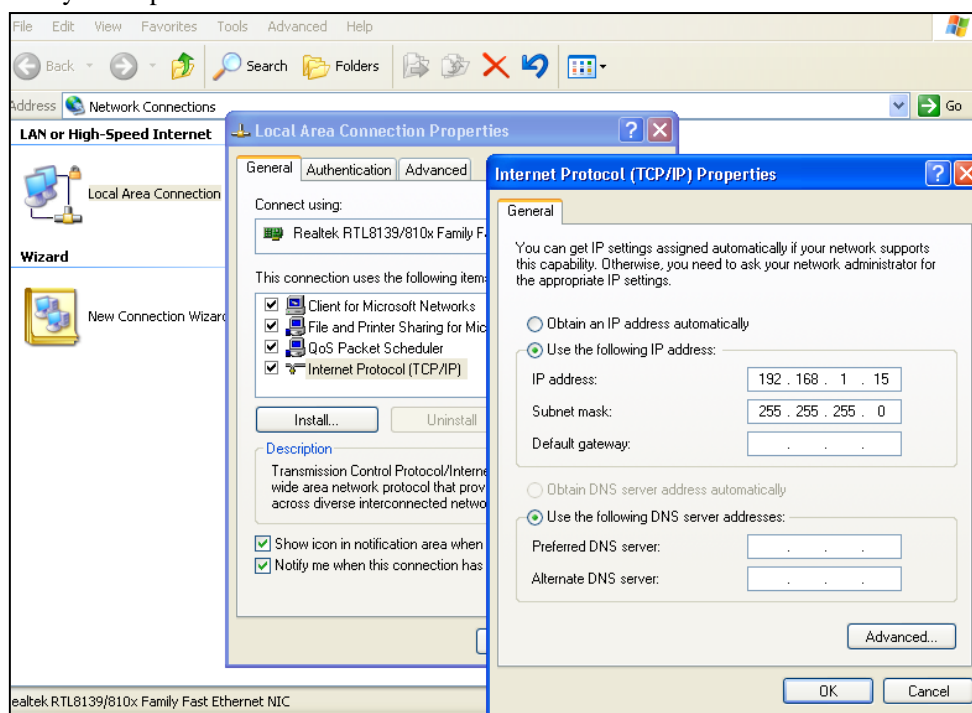 File Edit View Favorites Tools Advanced Help
Back Search Folders
Address Network Connections Go
LAN or High-Speed Internet
Local Area Connection
Wizard
New Connection Wizard
Local Area Connection Properties
General Authentication Advanced
Connect using:
Realtek RTL8139/810x Family F
This connection uses the following item
Client for Microsoft Networks
File and Printer Sharing for Mic
QoS Packet Scheduler
Internet Protocol (TCP/IP)
Install... Uninstall
Description
Transmission Control Protocol/Interne
wide area network protocol that prov
across diverse interconnected netwo
Show icon in notification area when
Notify me when this connection has
Internet Protocol (TCP/IP) Properties
General
You can get IP settings assigned automatically if your network supports
this capability. Otherwise, you need to ask your network administrator for
the appropriate IP settings.
Obtain an IP address automatically
Use the following IP address:
IP address: 192 . 168 . 1 . 15
Subnet mask: 255 . 255 . 255 . 0
Default gateway: . . .
Obtain DNS server address automatically
Use the following DNS server addresses:
Preferred DNS server: . . .
Alternate DNS server: . . .
Advanced...
OK Cancel
ealtek RTL8139/810x Family Fast Ethernet NIC